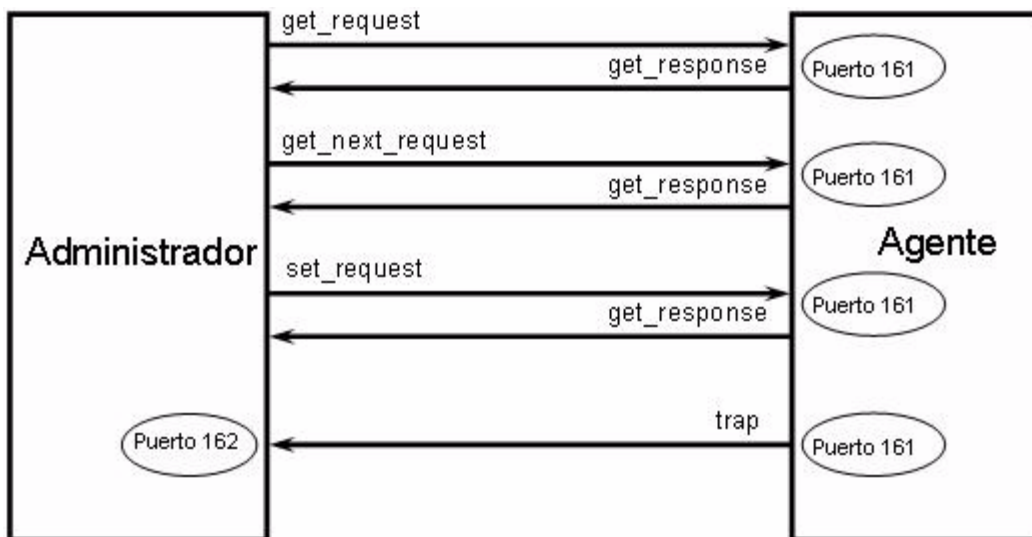 get_request
Puerto 161
get_response
get_next_request
Puerto 161
get_response
Administrador
Agente
set_request
Puerto 161
get_response
trap
Puerto 162
Puerto 161